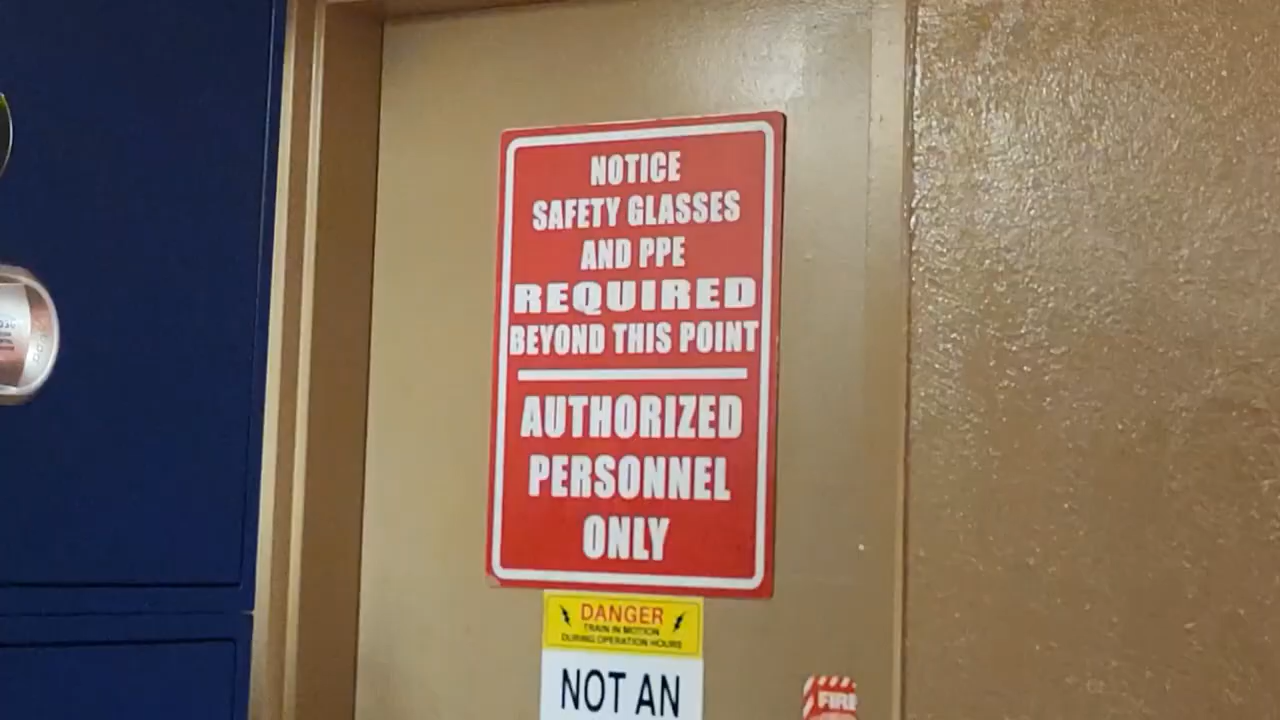 NOTICE
SAFETY GLASSES
AND PPE
REQUIRED
BEYOND THIS POINT
AUTHORIZED
PERSONNEL
ONLY
DANGER
TRAIN IN MOTION
DURING OPERATION HOURS
NOT AN
FIRE